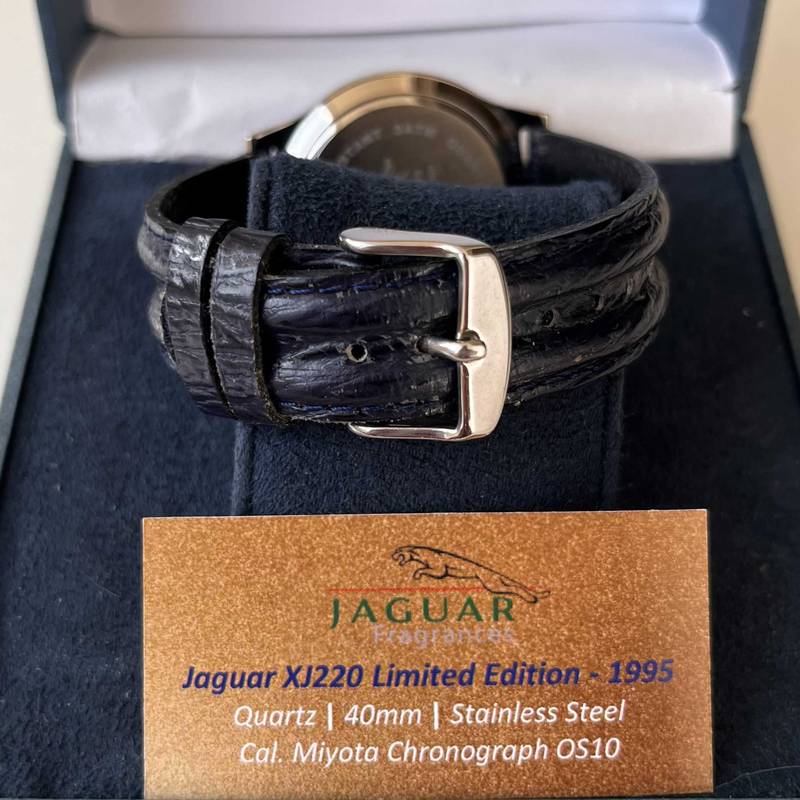 JAGUAR
Fragrances
Jaguar XJ220 Limited Edition - 1995
Quartz | 40mm | Stainless Steel
Cal. Miyota Chronograph OS10